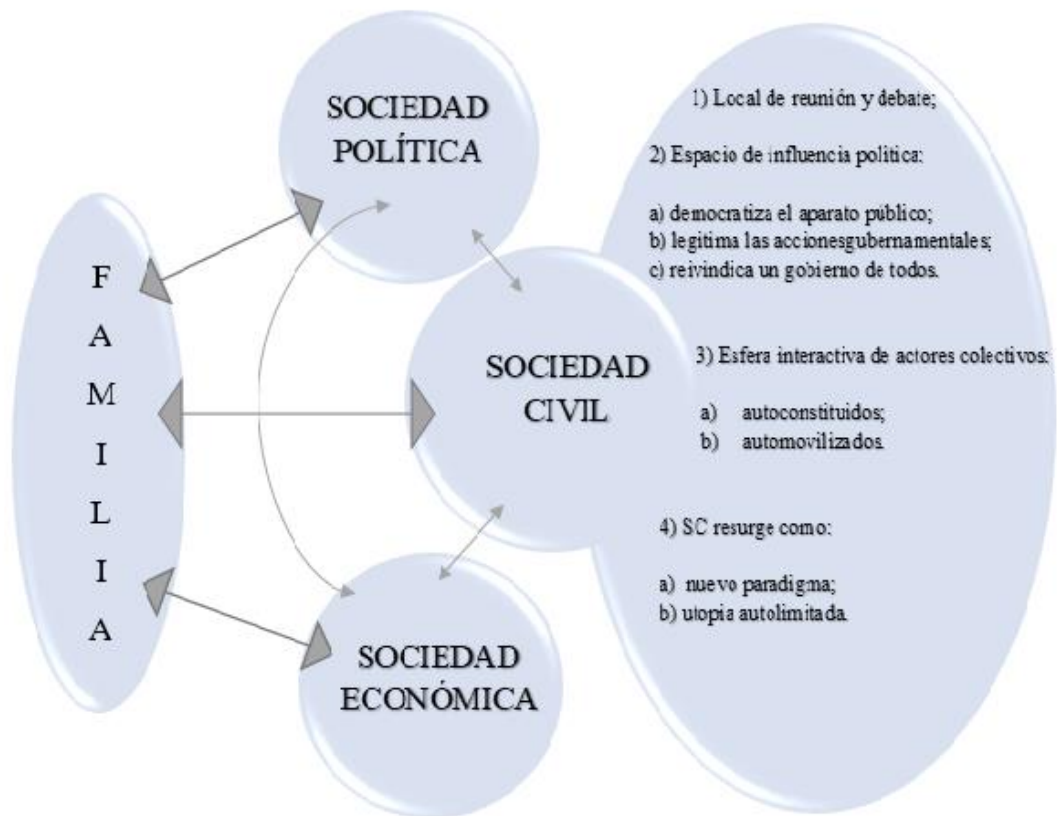 SOCIEDAD
POLÍTICA
F
A
M
I
L
I
A
SOCIEDAD
CIVIL
SOCIEDAD
ECONÓMICA
1) Local de reunión y debate;
2) Espacio de influencia política:
a) democratiza el aparato público;
b) legitima las accionesgubernamentales;
c) reivindica un gobierno de todos.
3) Esfera interactiva de actores colectivos:
a) autoconstituidos;
b) automovilizados.
4) SC resurge como:
a) nuevo paradigma;
b) utopia autolimitada.